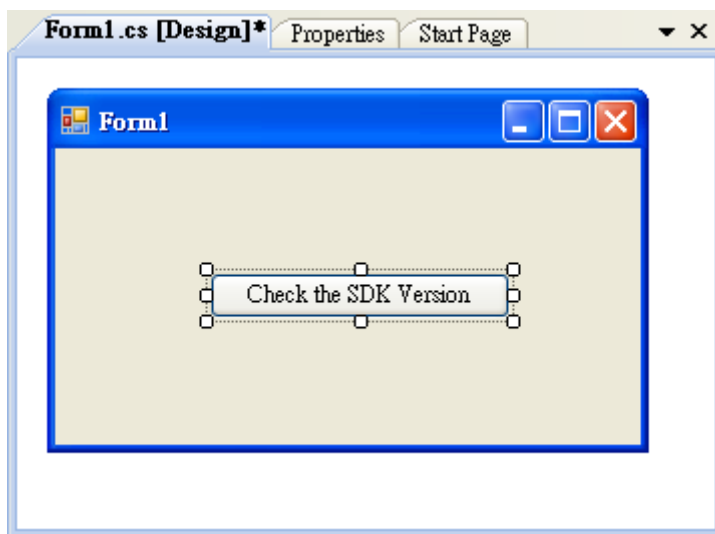 Form1.cs [Design]* Properties Start Page
Form1
Check the SDK Version